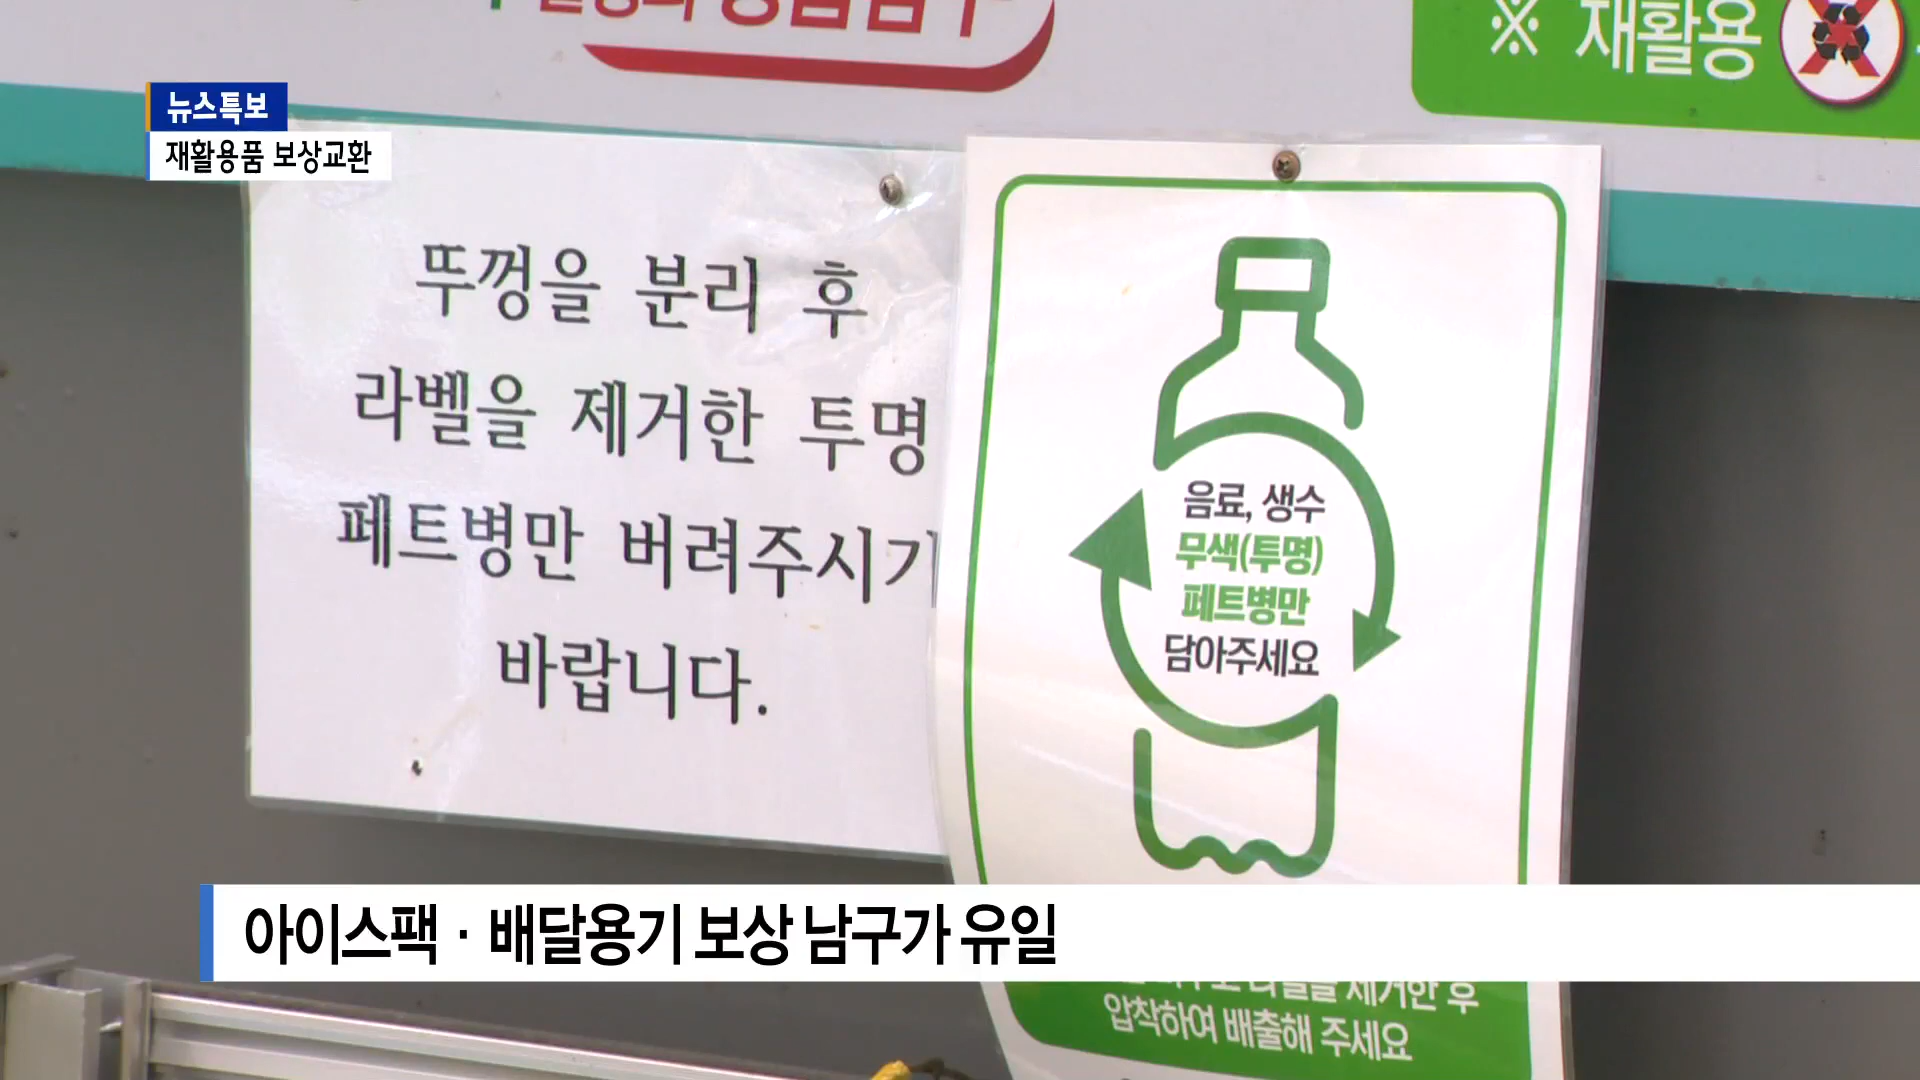 ※ 재활용
뉴스특보
재활용품 보상교환
뚜껑을 분리 후
라벨을 제거한 투명
페트병만 버려주시기
바랍니다.
음료, 생수
무색(투명)
페트병만
담아주세요
아이스팩 · 배달용기 보상 남구가 유일
제거한 후
압착하여 배출해 주세요